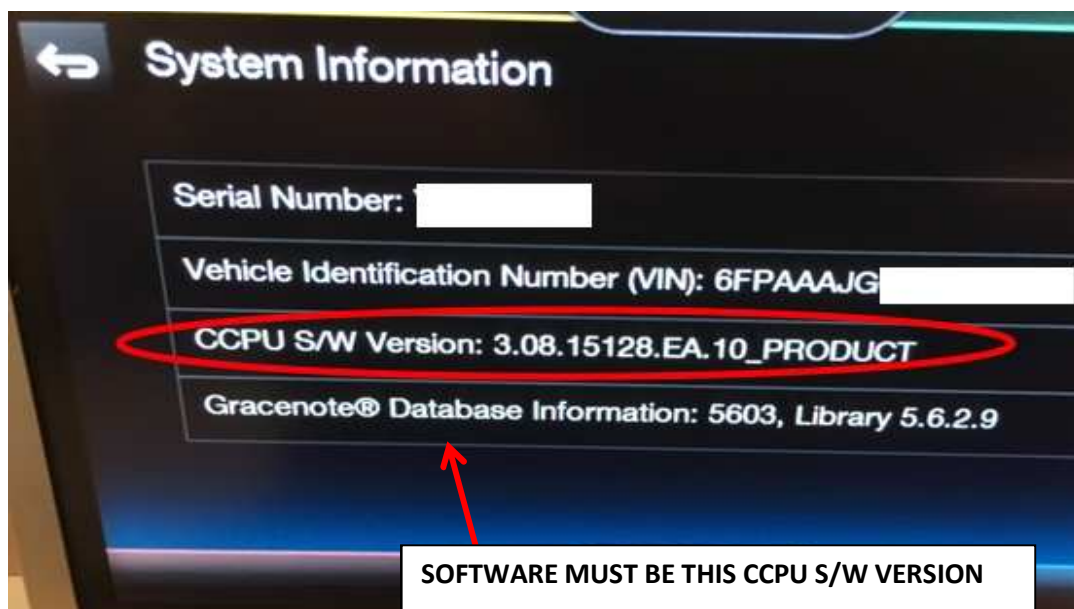 System Information
Serial Number:
Vehicle Identification Number (VIN): 6FPAAAJG
CCPU S/W Version: 3.08.15128.EA.10_PRODUCT
Gracenote® Database Information: 5603, Library 5.6.2.9
SOFTWARE MUST BE THIS CCPU S/W VERSION